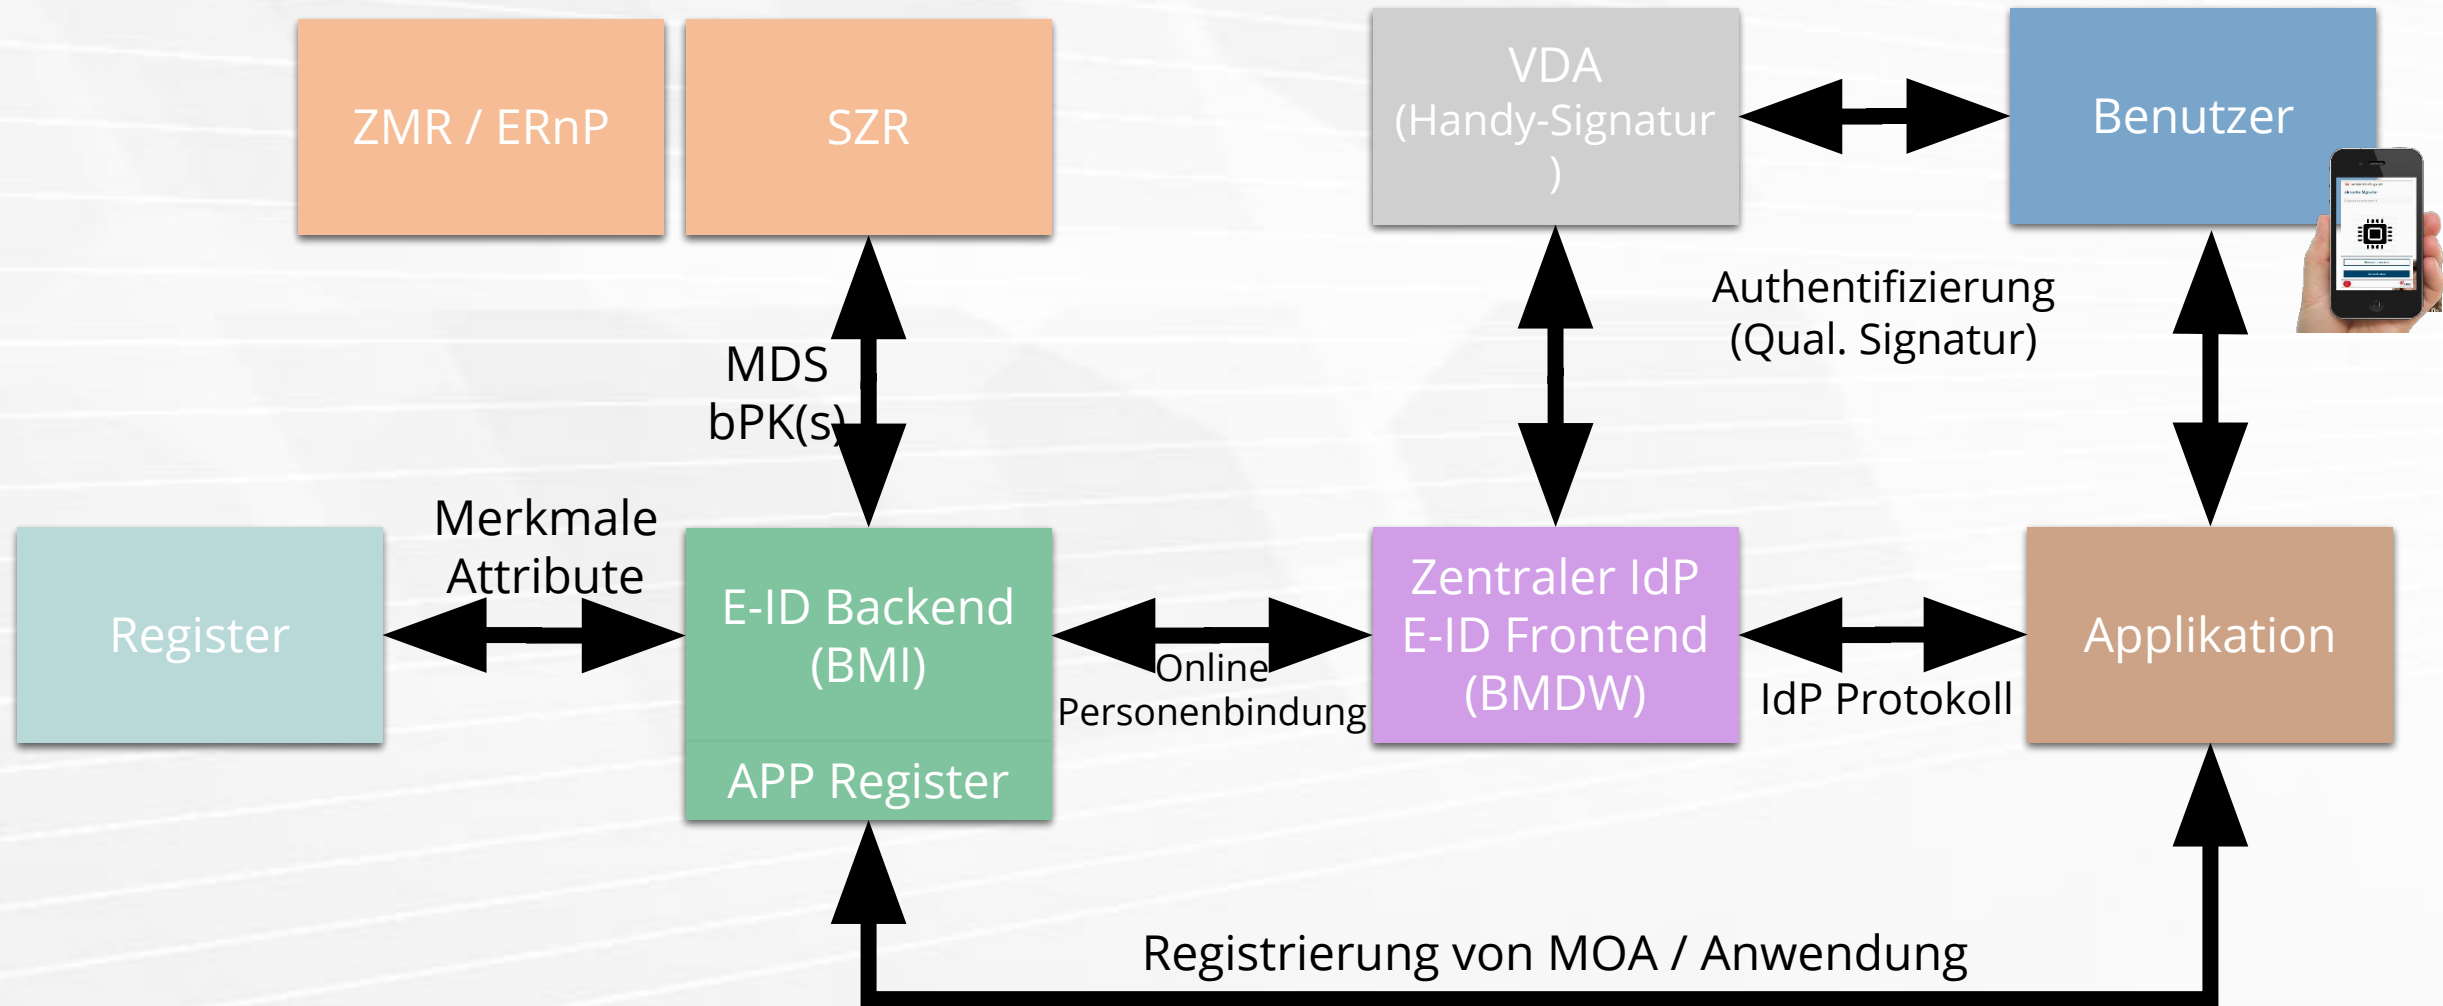 ZMR / ERnP
SZR
VDA
(Handy-Signatur
)
Benutzer
Authentifizierung
(Qual. Signatur)
MDS
bPK(s)
Merkmale
Attribute
Register
E-ID Backend
(BMI)
APP Register
Online
Personenbindung
Zentraler IdP
E-ID Frontend
(BMDW)
IdP Protokoll
Applikation
Registrierung von MOA / Anwendung